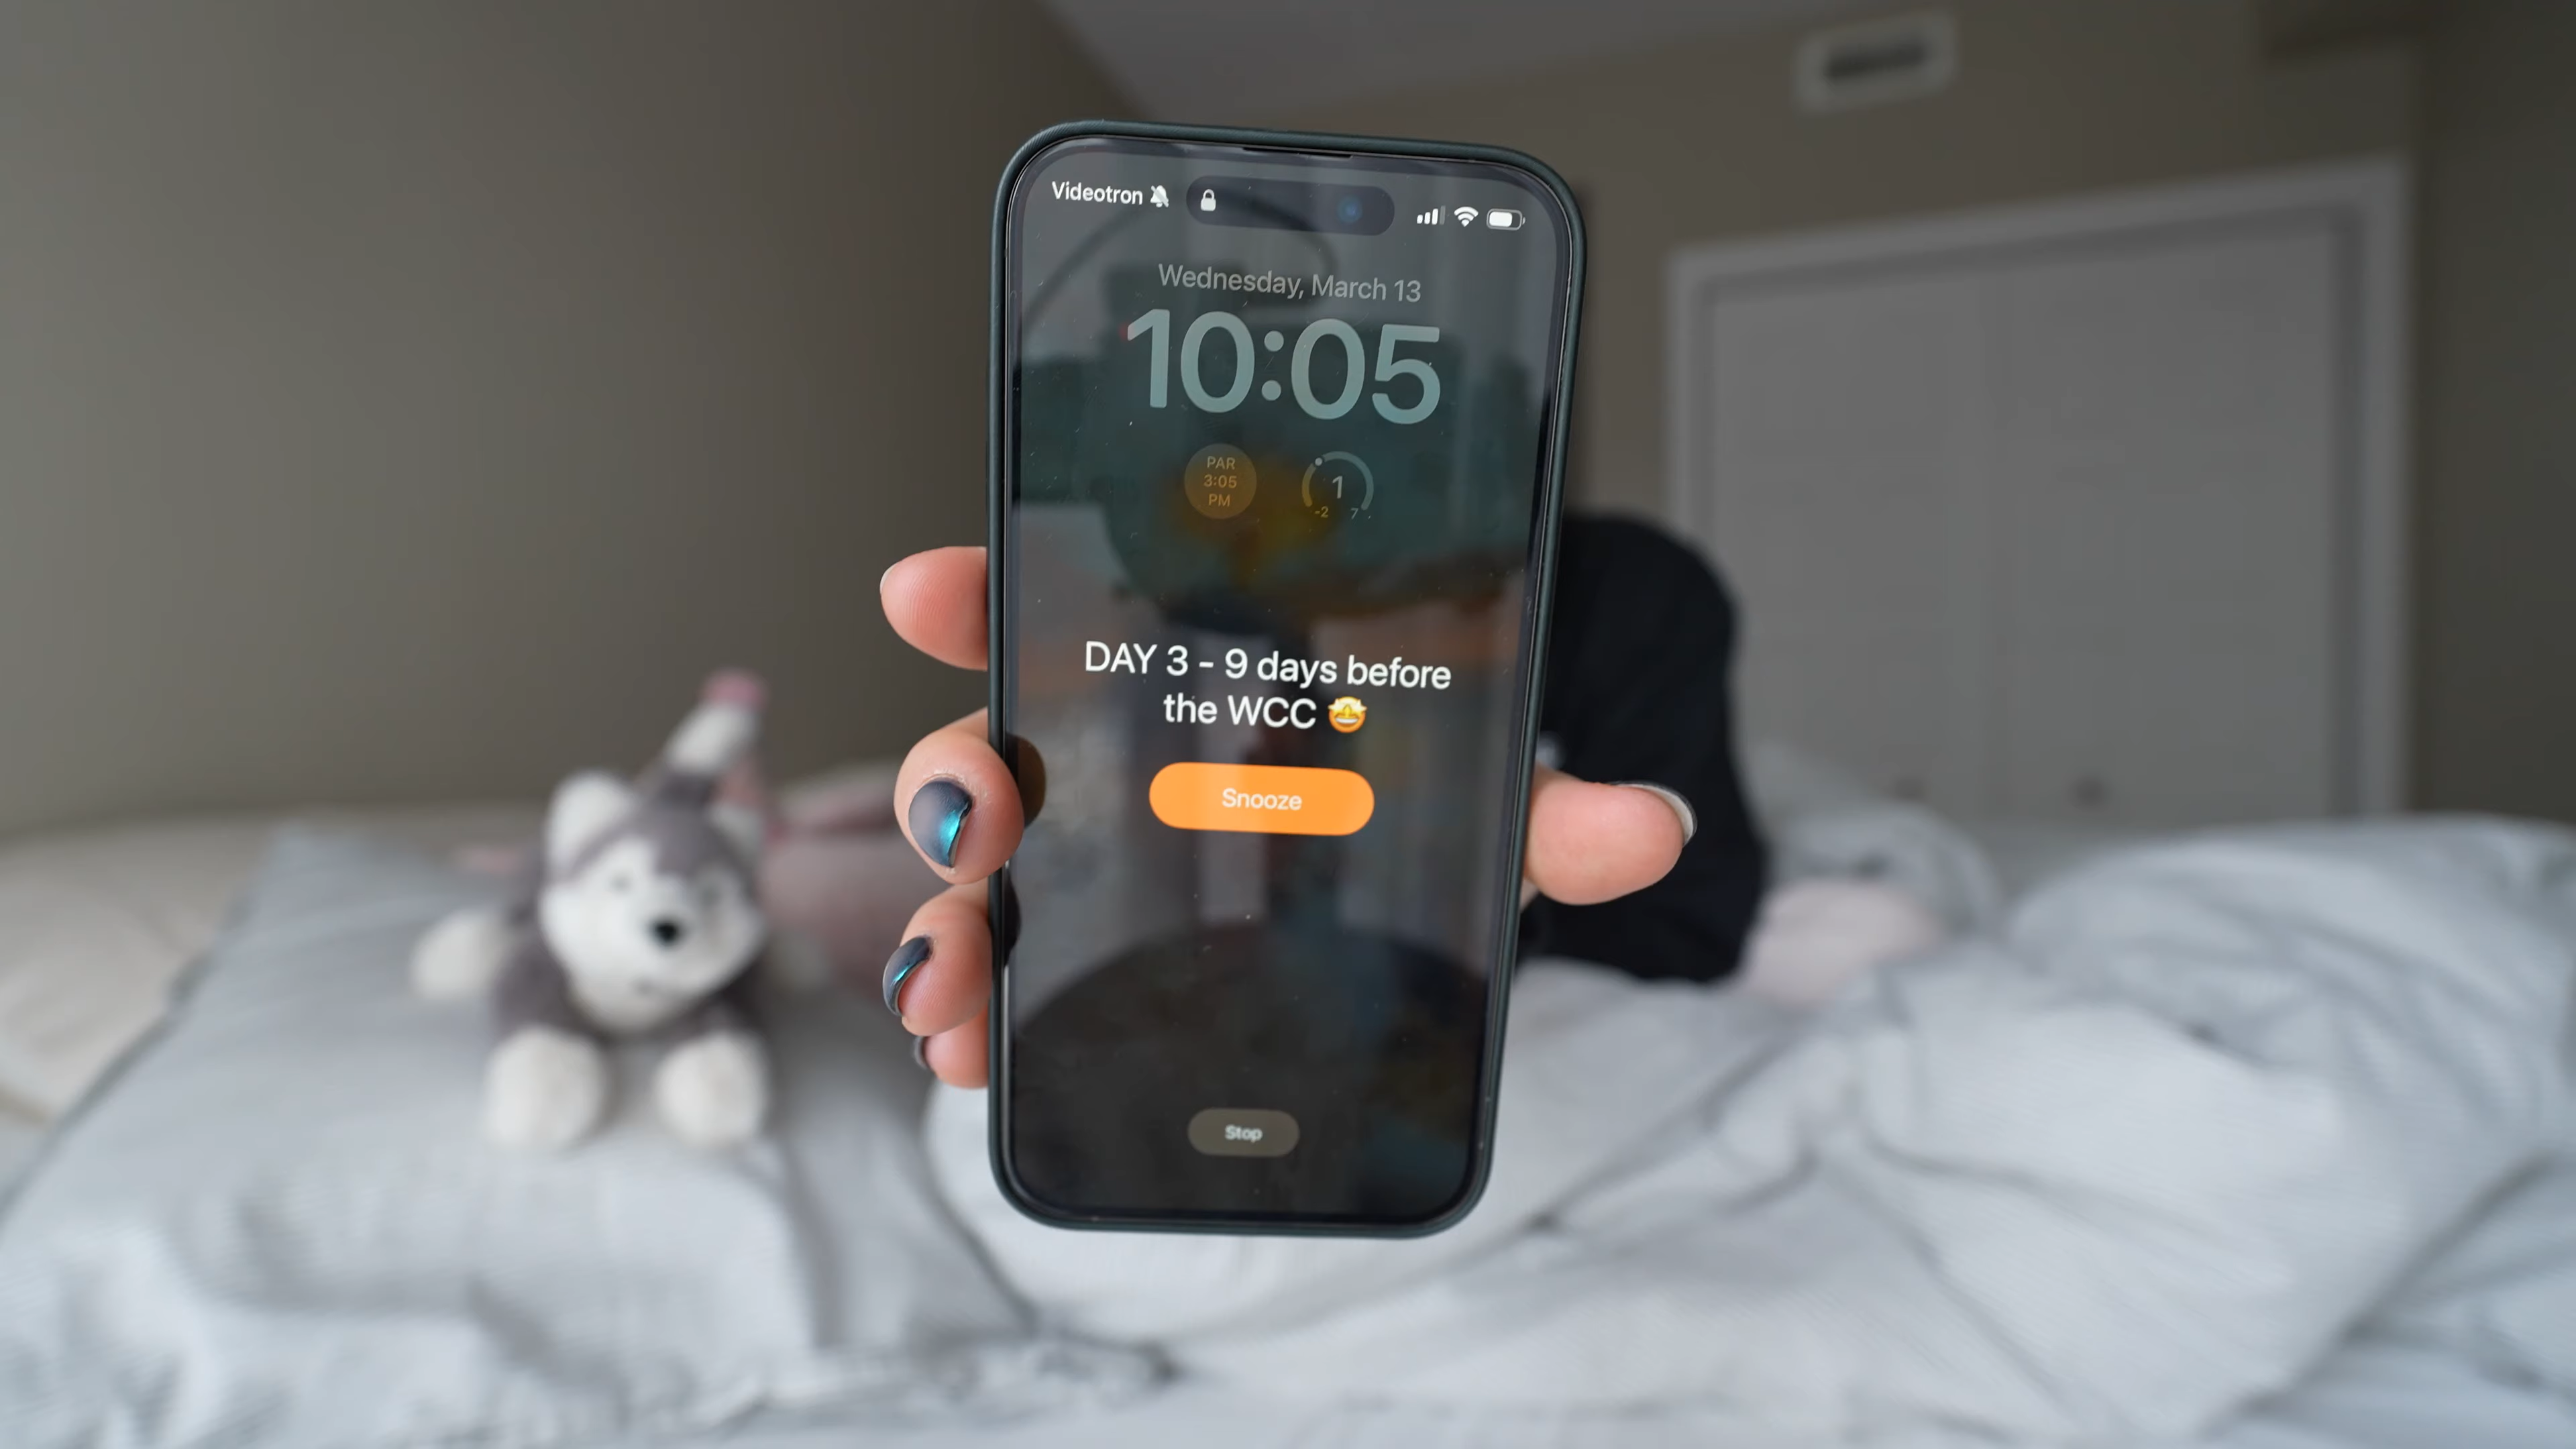 Videotron
Wednesday, March 13
10:05
PAR
3:05
PM
1
-2 7
DAY 3 - 9 days before
the WCC 🤩
Snooze
Stop